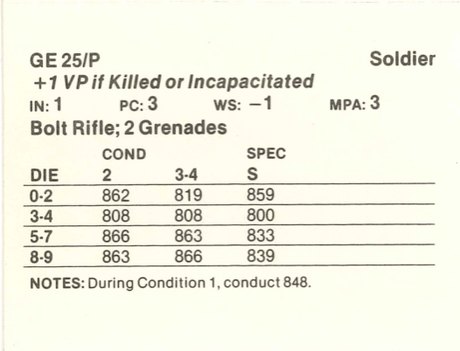 GE 25/P Soldier
+1 VP if Killed or Incapacitated
IN: 1 PC: 3 WS: −1 MPA: 3
Bolt Rifle; 2 Grenades
COND SPEC
DIE 2 3-4 S
0-2 862 819 859
3-4 808 808 800
5-7 866 863 833
8-9 863 866 839
NOTES: During Condition 1, conduct 848.